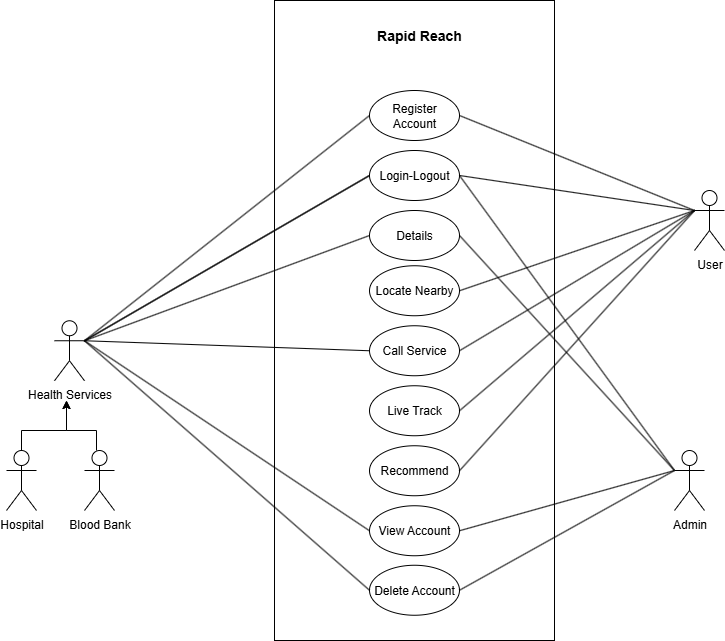 Rapid Reach
Register
Account
Login-Logout
Details
Locate Nearby
Call Service
Live Track
Recommend
View Account
Delete Account
User
Health Services
Hospital
Blood Bank
Admin